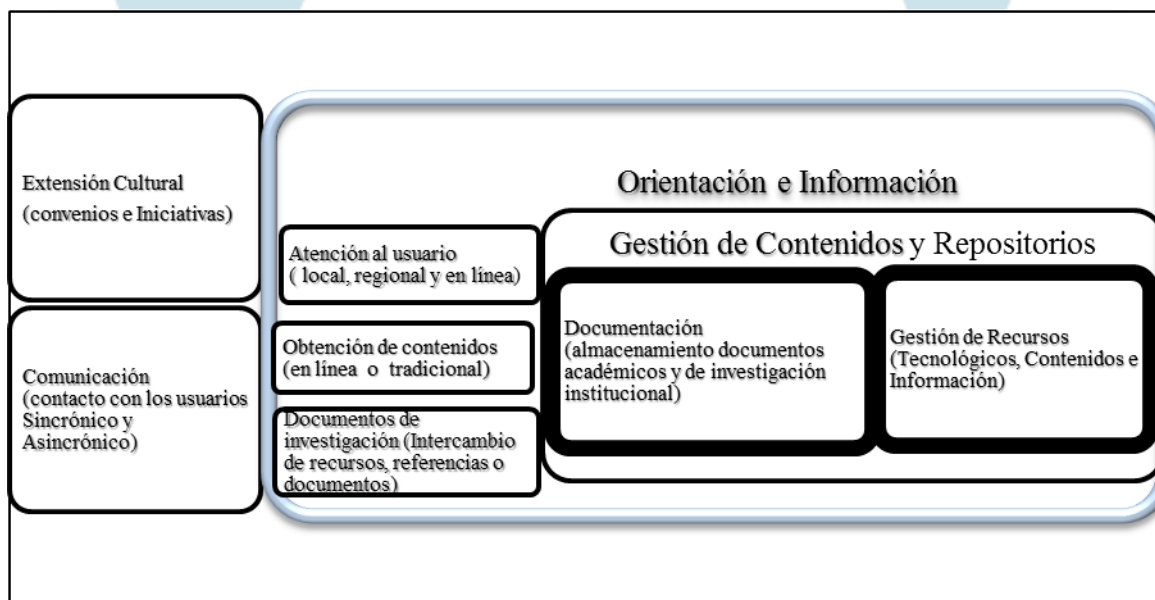 Extensión Cultural
(convenios e Iniciativas)
Comunicación
(contacto con los usuarios
Sincrónico y
Asincrónico)
Orientación e Información
Atención al usuario
( local, regional y en línea)
Obtención de contenidos
(en línea o tradicional)
Documentos de
investigación (Intercambio
de recursos, referencias o
documentos)
Gestión de Contenidos y Repositorios
Documentación
(almacenamiento documentos
académicos y de investigación
institucional)
Gestión de Recursos
(Tecnológicos, Contenidos e
Información)